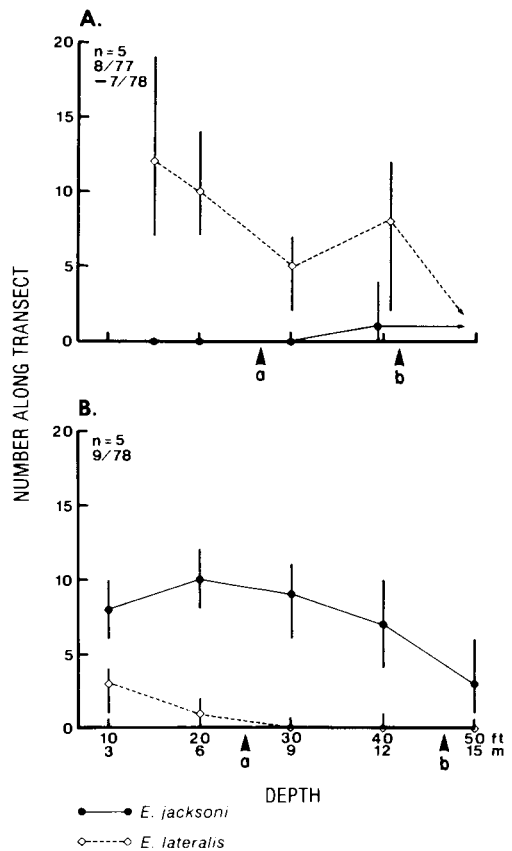 A.
20
15
10
5
0
n = 5
8/77
–7/78
a
b
NUMBER ALONG TRANSECT
B.
20
15
10
5
0
n = 5
9/78
10 20 30 40 50 ft
3 6 9 12 15 m
a
b
DEPTH
E. jacksoni
E. lateralis